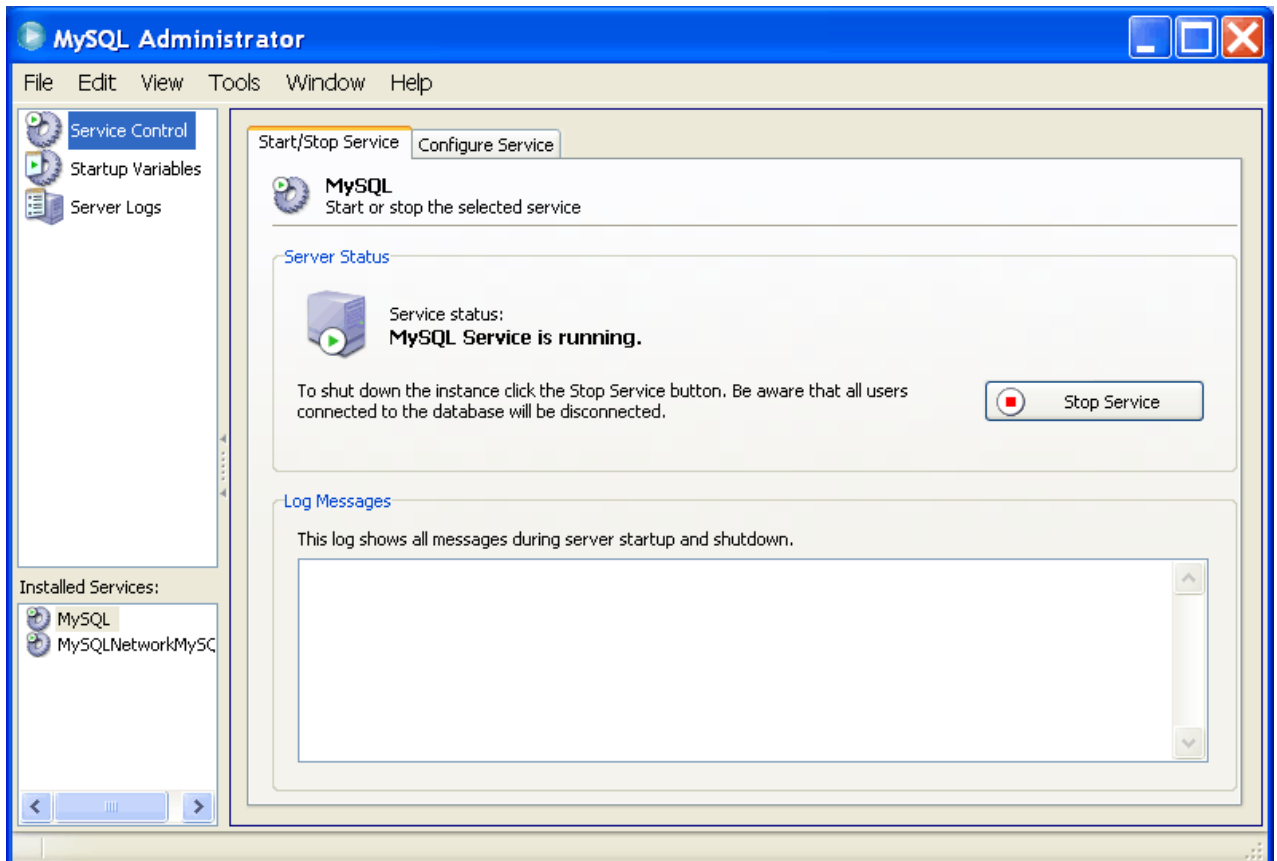 MySQL Administrator
File Edit View Tools Window Help
Service Control
Startup Variables
Server Logs
Installed Services:
MySQL
MySQLNetworkMySQ
Start/Stop Service Configure Service
MySQL
Start or stop the selected service
Server Status
Service status:
MySQL Service is running.
To shut down the instance click the Stop Service button. Be aware that all users
connected to the database will be disconnected.
Stop Service
Log Messages
This log shows all messages during server startup and shutdown.